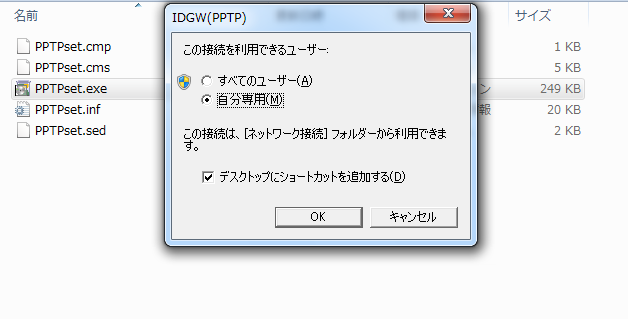 名前
サイズ
IDGW(PPTP)
この接続を利用できるユーザー:
すべてのユーザー(A)
自分専用(M)
この接続は、[ネットワーク接続] フォルダーから利用できま
す。
デスクトップにショートカットを追加する(D)
OK
キャンセル
PPTPset.cmp
1 KB
PPTPset.cms
5 KB
PPTPset.exe
ン
249 KB
PPTPset.inf
報
20 KB
PPTPset.sed
2 KB